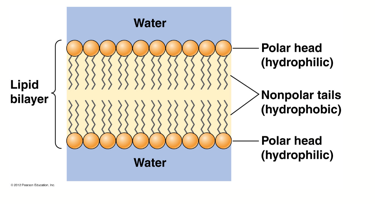 Water
Polar head
(hydrophilic)
Lipid
bilayer
Nonpolar tails
(hydrophobic)
Polar head
(hydrophilic)
Water
© 2012 Pearson Education, Inc.